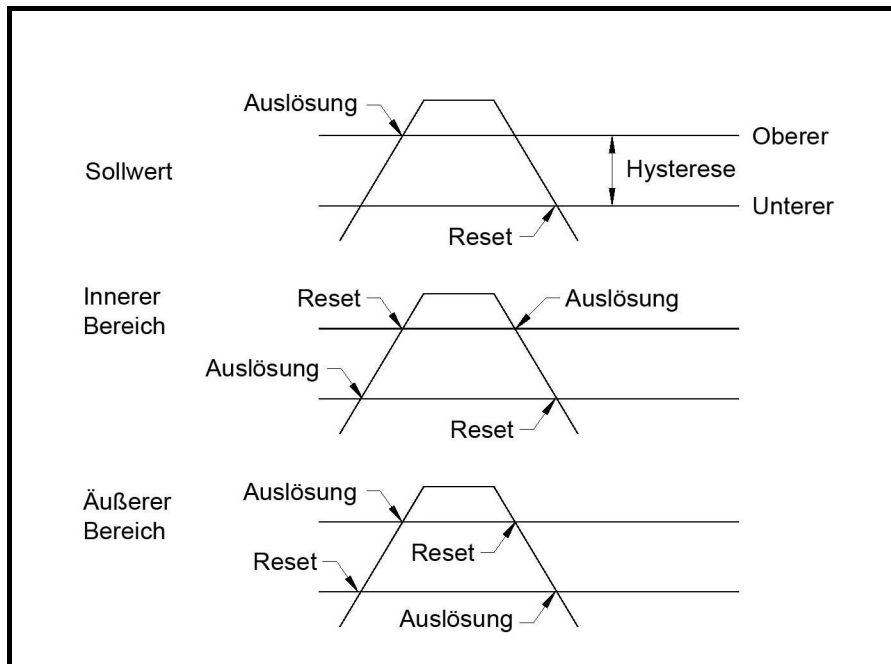 Auslösung
Oberer
Sollwert
Hysterese
Unterer
Reset
Innerer
Bereich
Reset
Auslösung
Auslösung
Reset
Äußerer
Bereich
Auslösung
Reset
Reset
Auslösung